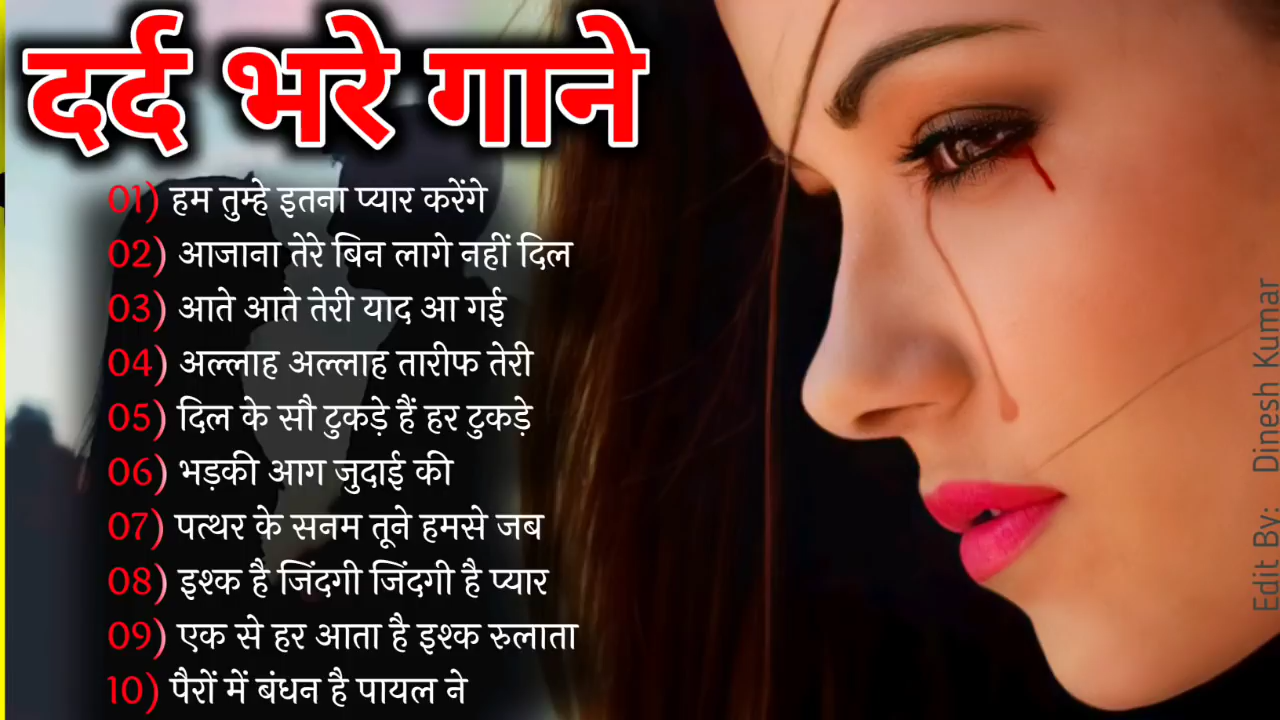 दर्द भरे गाने
01) हम तुम्हे इतना प्यार करेंगे
02) आजाना तेरे बिन लागे नहीं दिल
03) आते आते तेरी याद आ गई
04) अल्लाह अल्लाह तारीफ तेरी
05) दिल के सौ टुकड़े हैं हर टुकड़े
06) भड़की आग जुदाई की
07) पत्थर के सनम तूने हमसे जब
08) इश्क है जिंदगी जिंदगी है प्यार
09) एक से हर आता है इश्क रुलाता
10) पैरों में बंधन है पायल ने
Edit By: Dinesh Kumar